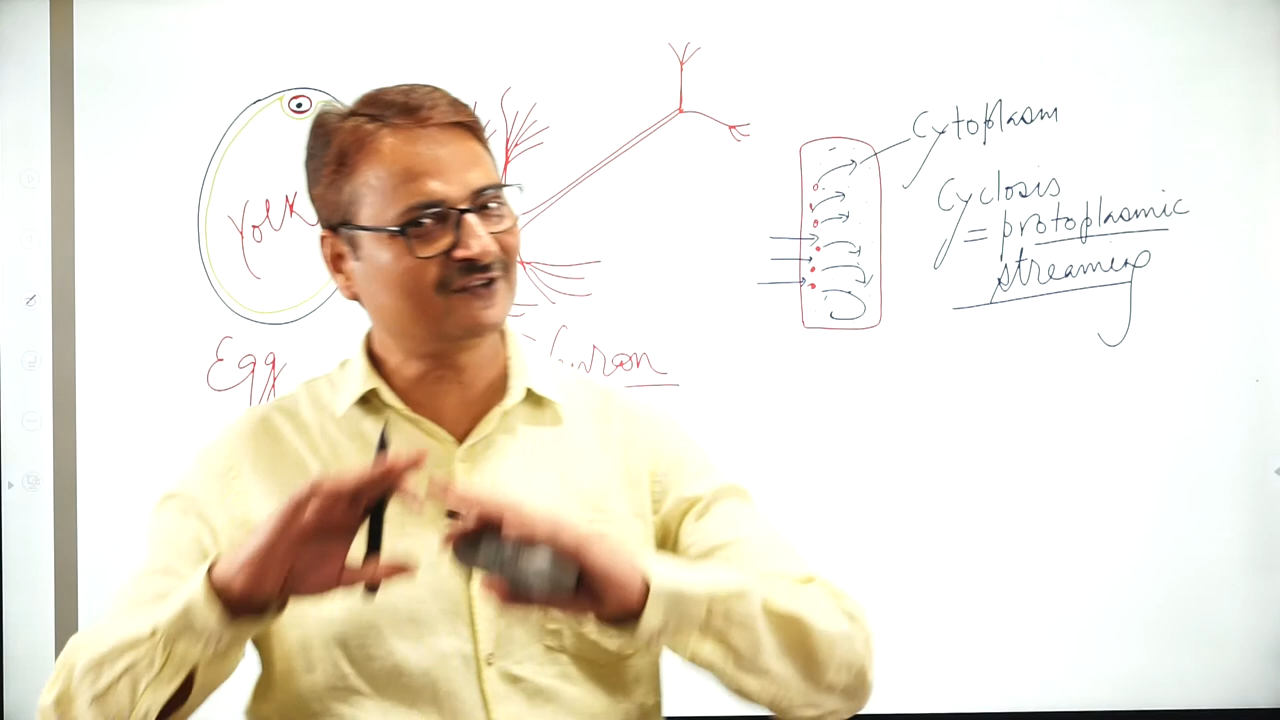 Yolk
Egg
Cytoplasm
Cyclosis
= protoplasmic
streaming